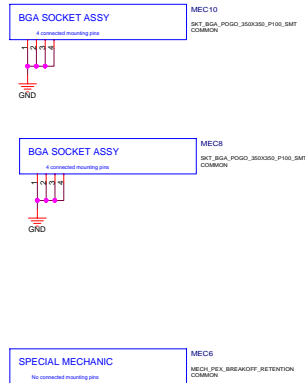 MEC10
BGA SOCKET ASSY
SKT_BGA_POGO_350X350_P100_SMT
COMMON
4 connected mounting pins
1 2 3 4
GND
MEC8
BGA SOCKET ASSY
SKT_BGA_POGO_350X350_P100_SMT
COMMON
4 connected mounting pins
1 2 3 4
GND
MEC6
SPECIAL MECHANIC
MECH_PEX_BREAKOFF_RETENTION
COMMON
No connected mounting pins